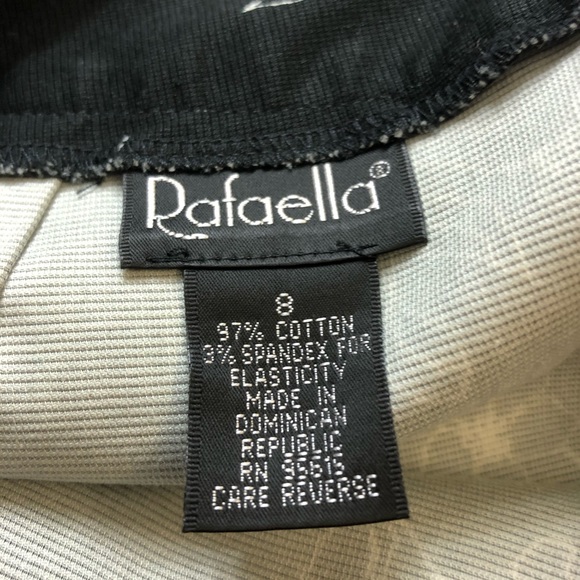 Rafaella®
8
97% COTTON
3% SPANDEX FOR
ELASTICITY
MADE IN
DOMINICAN
REPUBLIC
RN 95615
CARE REVERSE